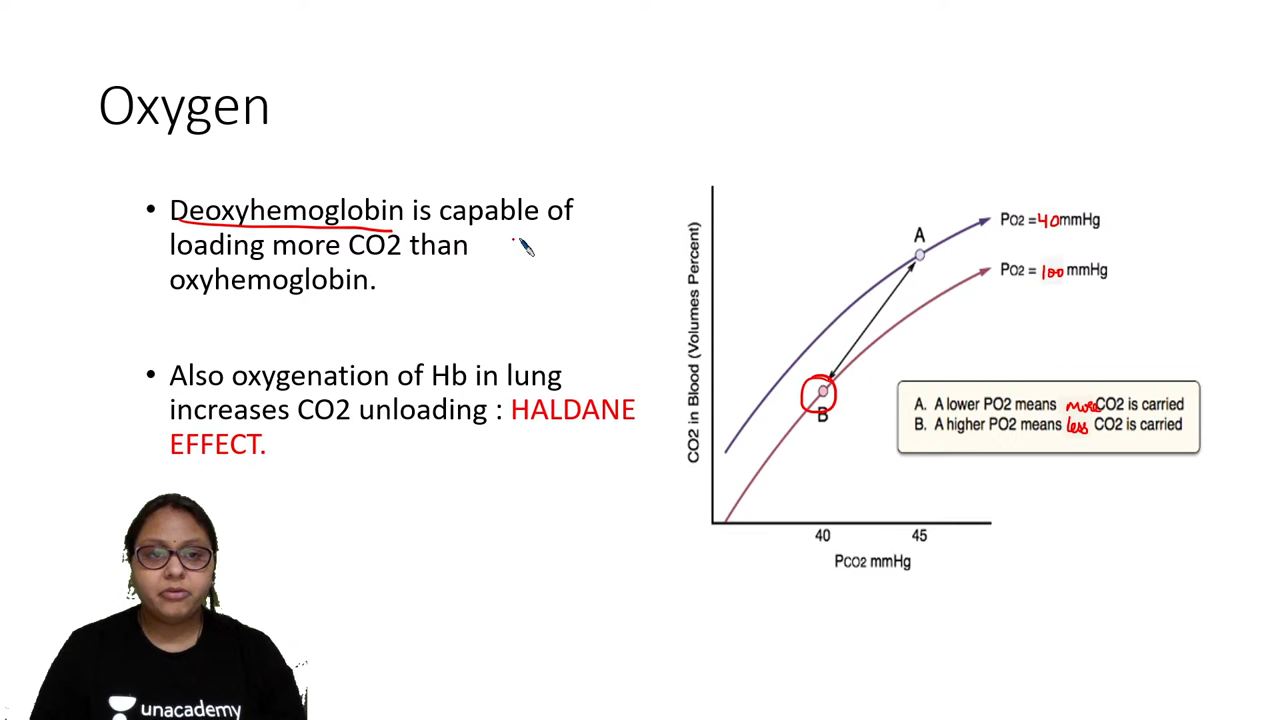 Oxygen
• Deoxyhemoglobin is capable of
loading more CO2 than
oxyhemoglobin.
• Also oxygenation of Hb in lung
increases CO2 unloading : HALDANE
EFFECT.
CO2 in Blood (Volumes Percent)
A
PO2 = 40mmHg
PO2 = 100 mmHg
B
A. A lower PO2 means more CO2 is carried
B. A higher PO2 means less CO2 is carried
40 45
PCO2 mmHg
unacademy